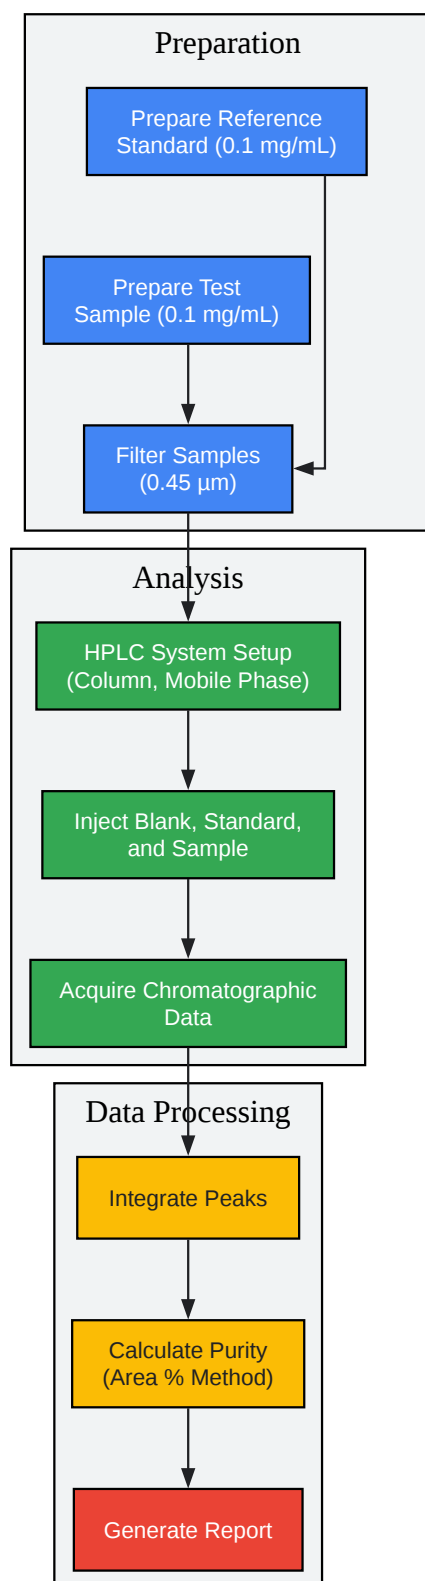 Preparation
Prepare Reference
Standard (0.1 mg/mL)
Prepare Test
Sample (0.1 mg/mL)
Filter Samples
(0.45 µm)
Analysis
HPLC System Setup
(Column, Mobile Phase)
Inject Blank, Standard,
and Sample
Acquire Chromatographic
Data
Data Processing
Integrate Peaks
Calculate Purity
(Area % Method)
Generate Report